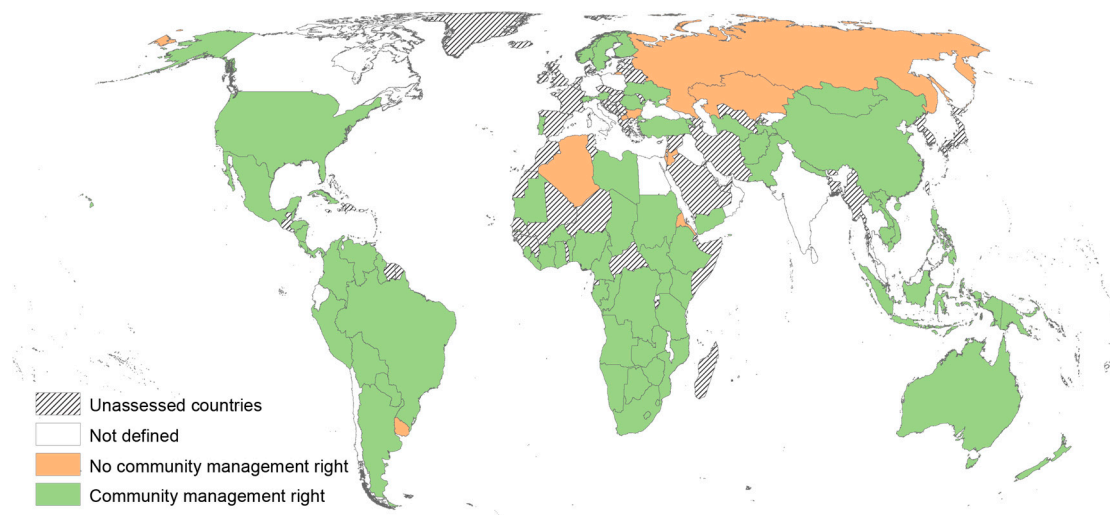 Unassessed countries
Not defined
No community management right
Community management right